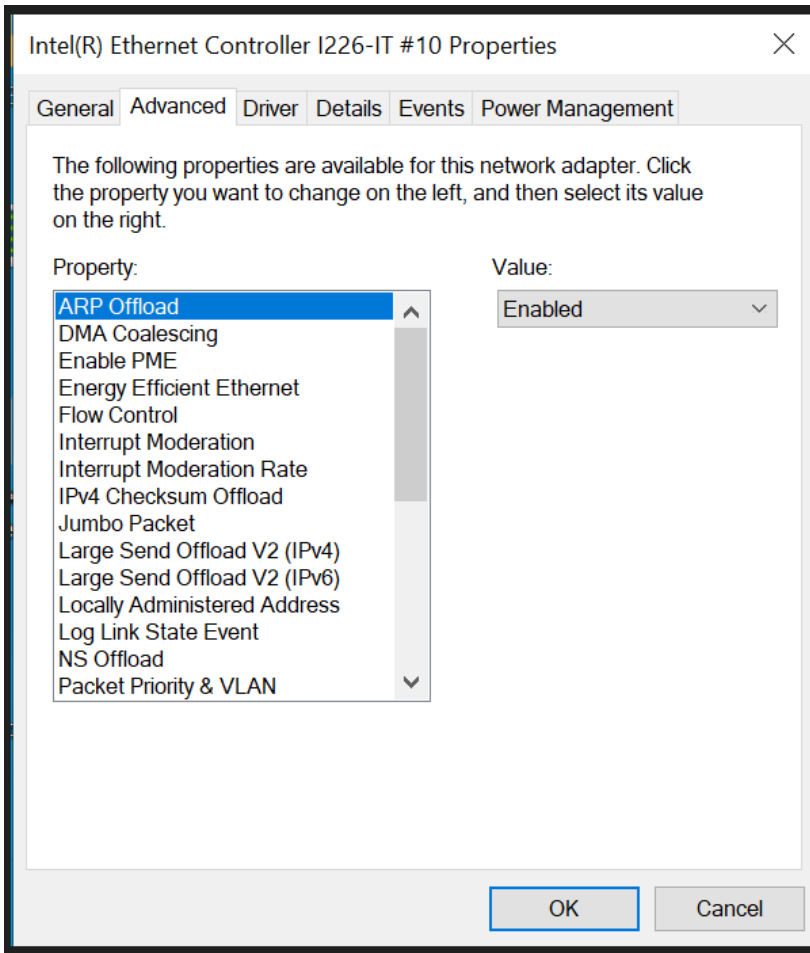 Intel(R) Ethernet Controller I226-IT #10 Properties
General Advanced Driver Details Events Power Management
The following properties are available for this network adapter. Click
the property you want to change on the left, and then select its value
on the right.
Property:
Value:
ARP Offload
Enabled
DMA Coalescing
Enable PME
Energy Efficient Ethernet
Flow Control
Interrupt Moderation
Interrupt Moderation Rate
IPv4 Checksum Offload
Jumbo Packet
Large Send Offload V2 (IPv4)
Large Send Offload V2 (IPv6)
Locally Administered Address
Log Link State Event
NS Offload
Packet Priority & VLAN
OK
Cancel